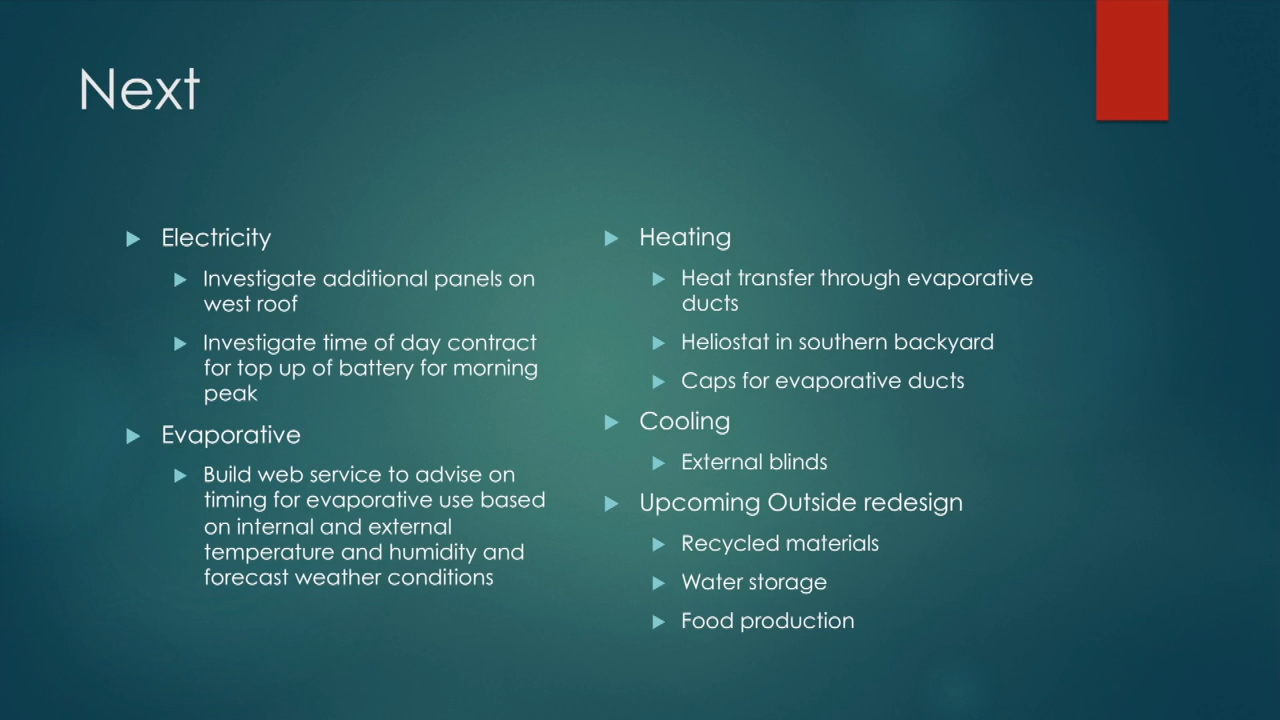 Next
Electricity
Investigate additional panels on
west roof
Investigate time of day contract
for top up of battery for morning
peak
Evaporative
Build web service to advise on
timing for evaporative use based
on internal and external
temperature and humidity and
forecast weather conditions
Heating
Heat transfer through evaporative
ducts
Heliostat in southern backyard
Caps for evaporative ducts
Cooling
External blinds
Upcoming Outside redesign
Recycled materials
Water storage
Food production